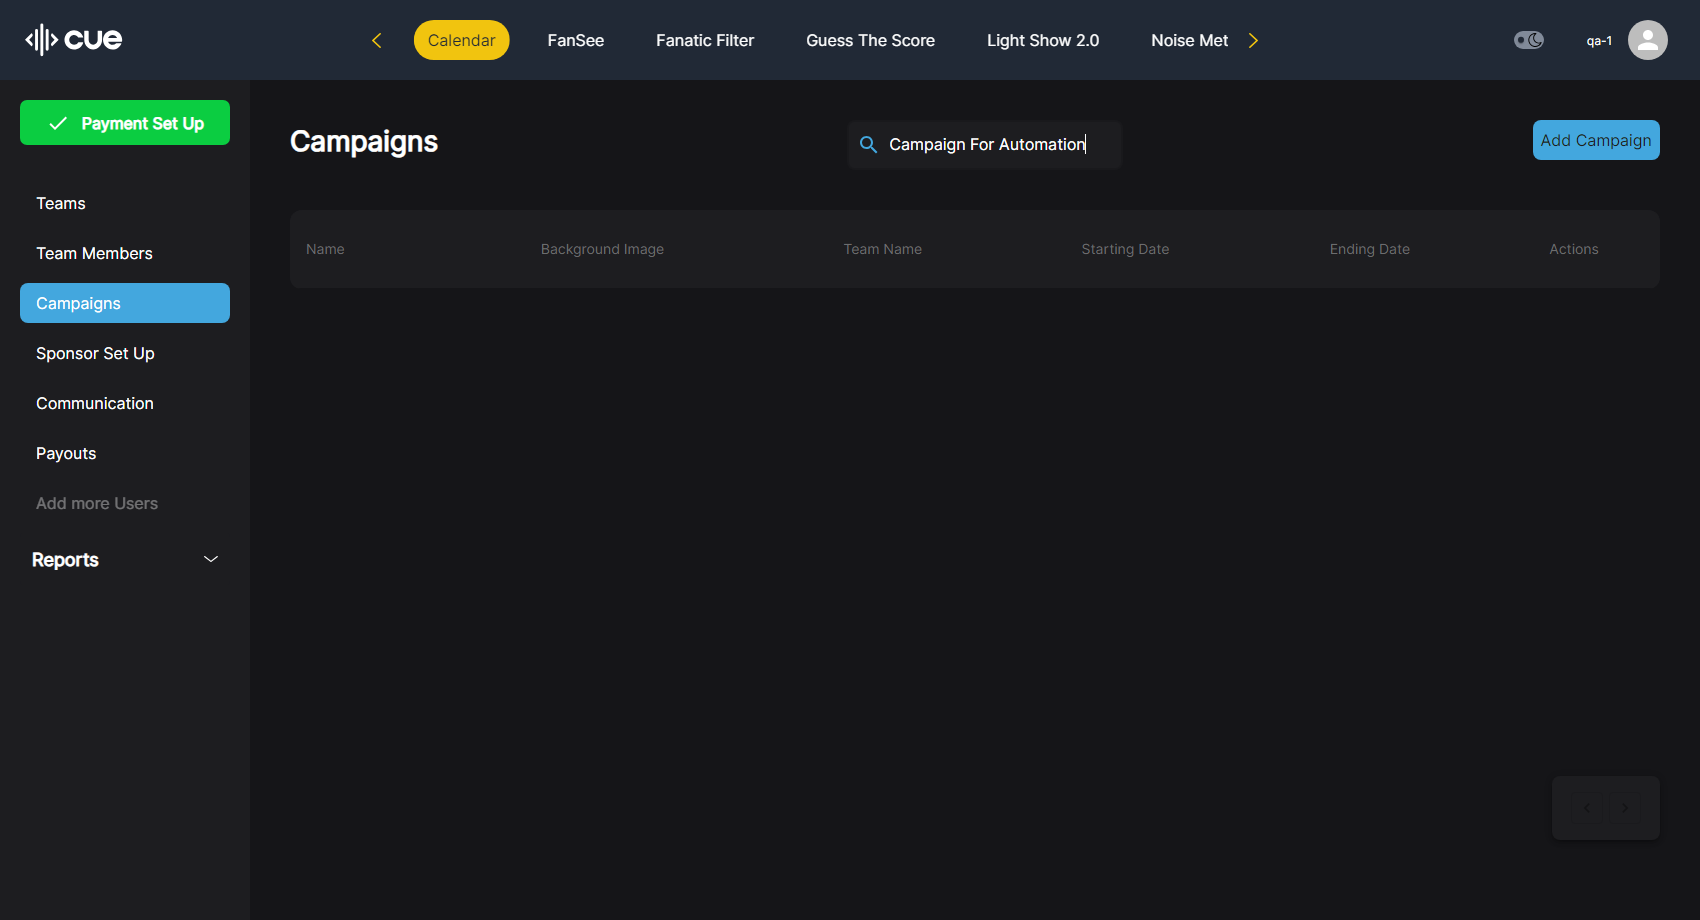 cue
Calendar
FanSee
Fanatic Filter
Guess The Score
Light Show 2.0
Noise Met
qa-1
Payment Set Up
Teams
Team Members
Campaigns
Sponsor Set Up
Communication
Payouts
Add more Users
Reports
Campaigns
Campaign For Automation
Add Campaign
Name
Background Image
Team Name
Starting Date
Ending Date
Actions